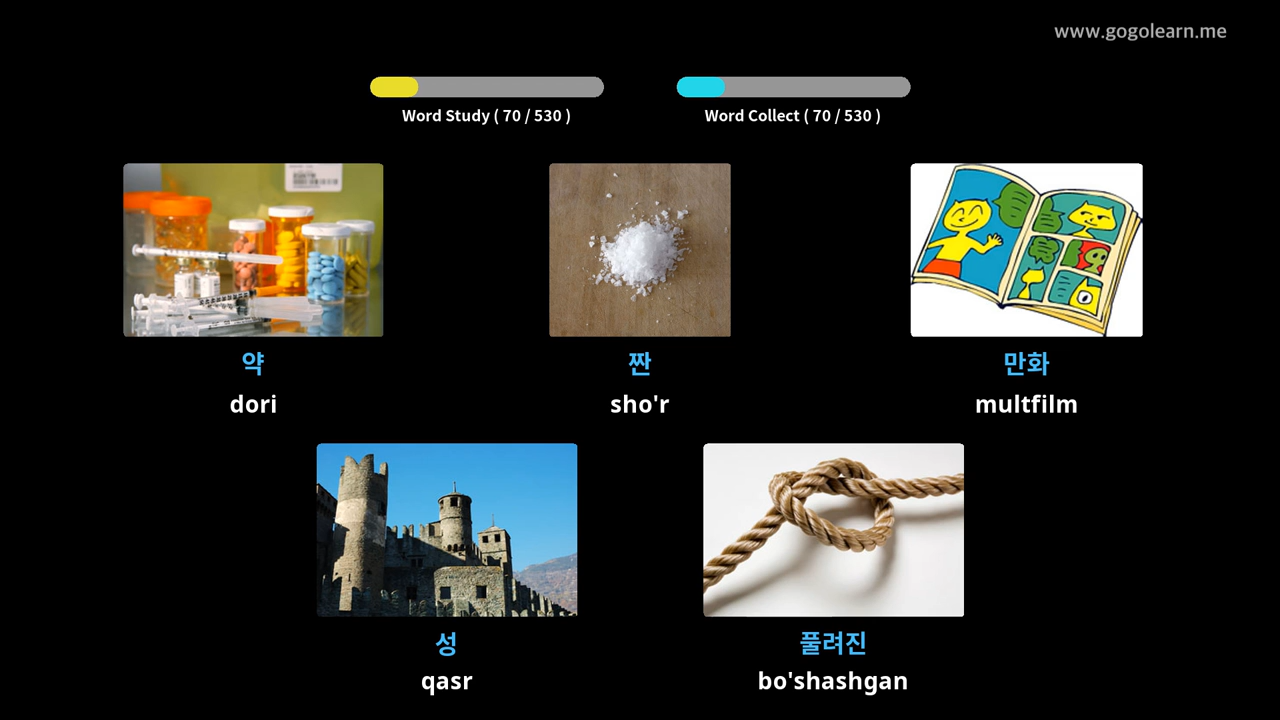 www.gogolearn.me
Word Study ( 70 / 530 )
Word Collect ( 70 / 530 )
약
짠
만화
dori
sho'r
multfilm
성
풀려진
qasr
bo'shashgan